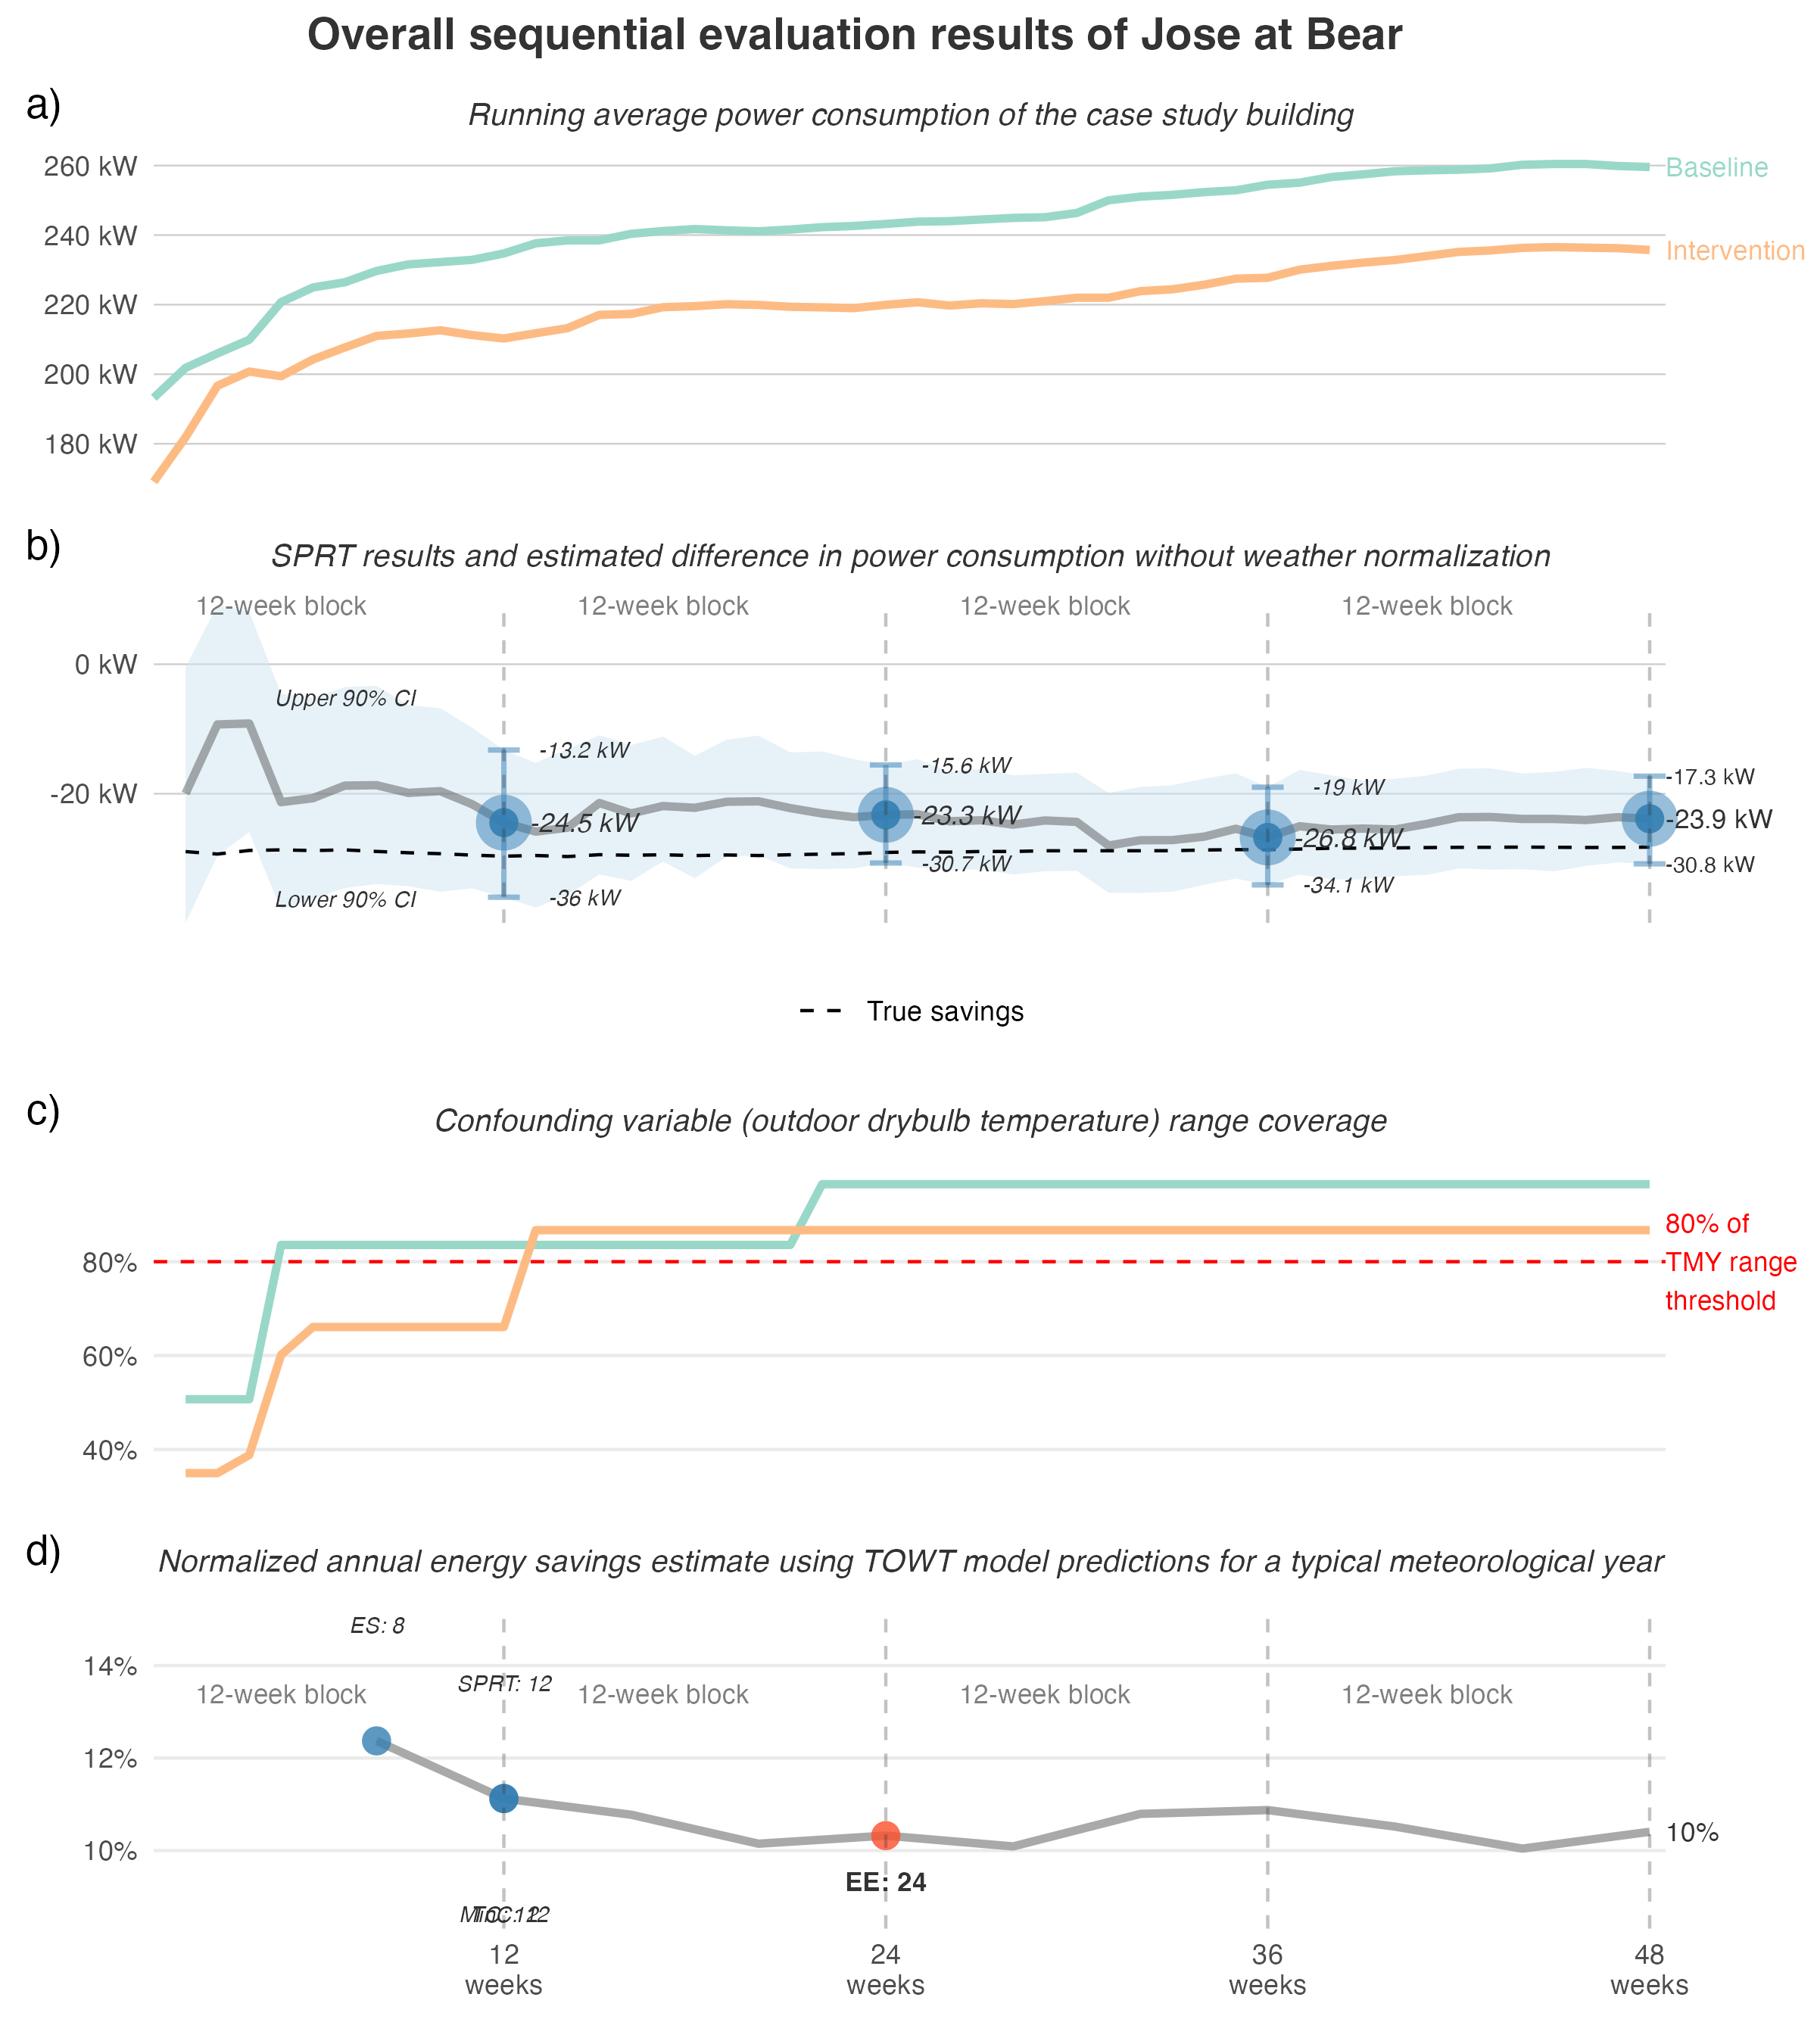 Overall sequential evaluation results of Jose at Bear
a)
Running average power consumption of the case study building
260 kW
240 kW
220 kW
200 kW
180 kW
Baseline
Intervention
b)
SPRT results and estimated difference in power consumption without weather normalization
12-week block 12-week block 12-week block 12-week block
0 kW
-20 kW
Upper 90% CI
Lower 90% CI
-13.2 kW
-24.5 kW
-36 kW
-15.6 kW
-23.3 kW
-30.7 kW
-19 kW
-26.8 kW
-34.1 kW
-17.3 kW
-23.9 kW
-30.8 kW
True savings
c)
Confounding variable (outdoor drybulb temperature) range coverage
80%
60%
40%
80% of
TMY range
threshold
d)
Normalized annual energy savings estimate using TOWT model predictions for a typical meteorological year
ES: 8
14%
SPRT: 12
12-week block 12-week block 12-week block 12-week block
12%
10%
10%
EE: 24
12
weeks
24
weeks
36
weeks
48
weeks